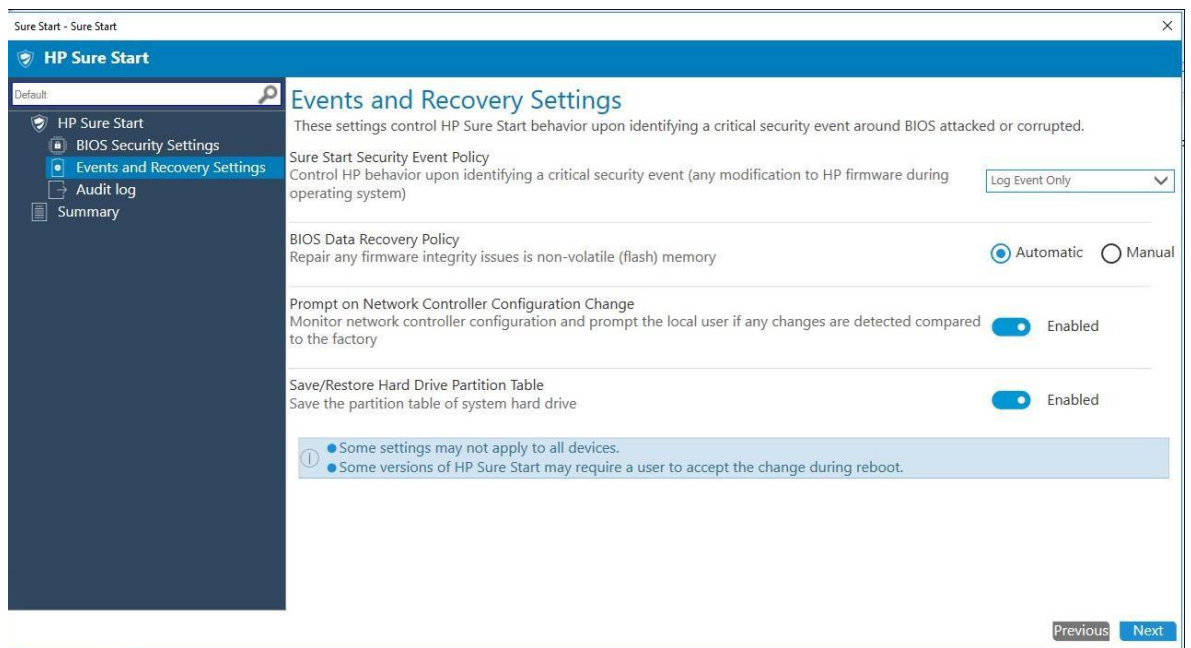 Sure Start - Sure Start
HP Sure Start
Default
HP Sure Start
BIOS Security Settings
Events and Recovery Settings
Audit log
Summary
Events and Recovery Settings
These settings control HP Sure Start behavior upon identifying a critical security event around BIOS attacked or corrupted.
Sure Start Security Event Policy
Control HP behavior upon identifying a critical security event (any modification to HP firmware during
operating system)
Log Event Only
BIOS Data Recovery Policy
Repair any firmware integrity issues is non-volatile (flash) memory
Automatic Manual
Prompt on Network Controller Configuration Change
Monitor network controller configuration and prompt the local user if any changes are detected compared
to the factory
Enabled
Save/Restore Hard Drive Partition Table
Save the partition table of system hard drive
Enabled
Some settings may not apply to all devices.
Some versions of HP Sure Start may require a user to accept the change during reboot.
Previous Next